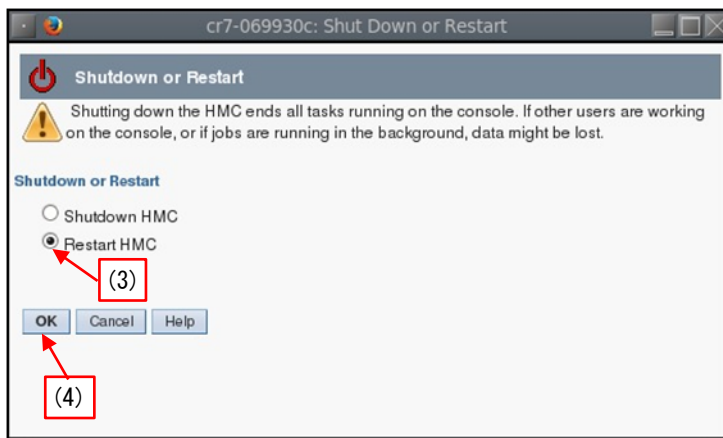 cr7-069930c: Shut Down or Restart
Shutdown or Restart
Shutting down the HMC ends all tasks running on the console. If other users are working
on the console, or if jobs are running in the background, data might be lost.
Shutdown or Restart
Shutdown HMC
Restart HMC
(3)
OK Cancel Help
(4)